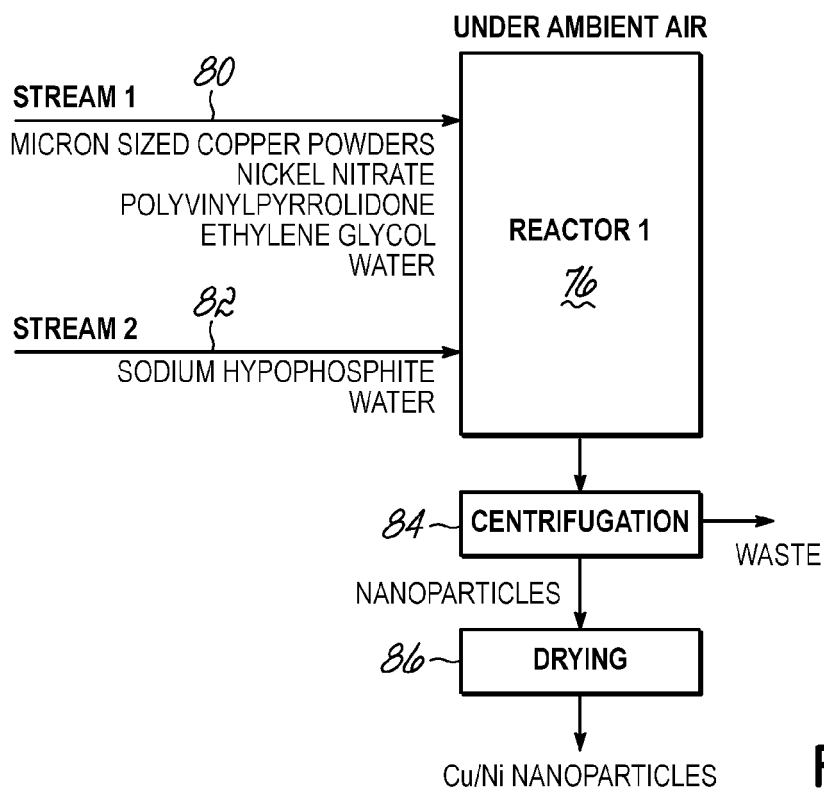 UNDER AMBIENT AIR
80
STREAM 1
MICRON SIZED COPPER POWDERS
NICKEL NITRATE
POLYVINYLPYRROLIDONE
ETHYLENE GLYCOL
WATER
REACTOR 1
76
82
STREAM 2
SODIUM HYPOPHOSPHITE
WATER
84
CENTRIFUGATION
WASTE
NANOPARTICLES
86
DRYING
Cu/Ni NANOPARTICLES